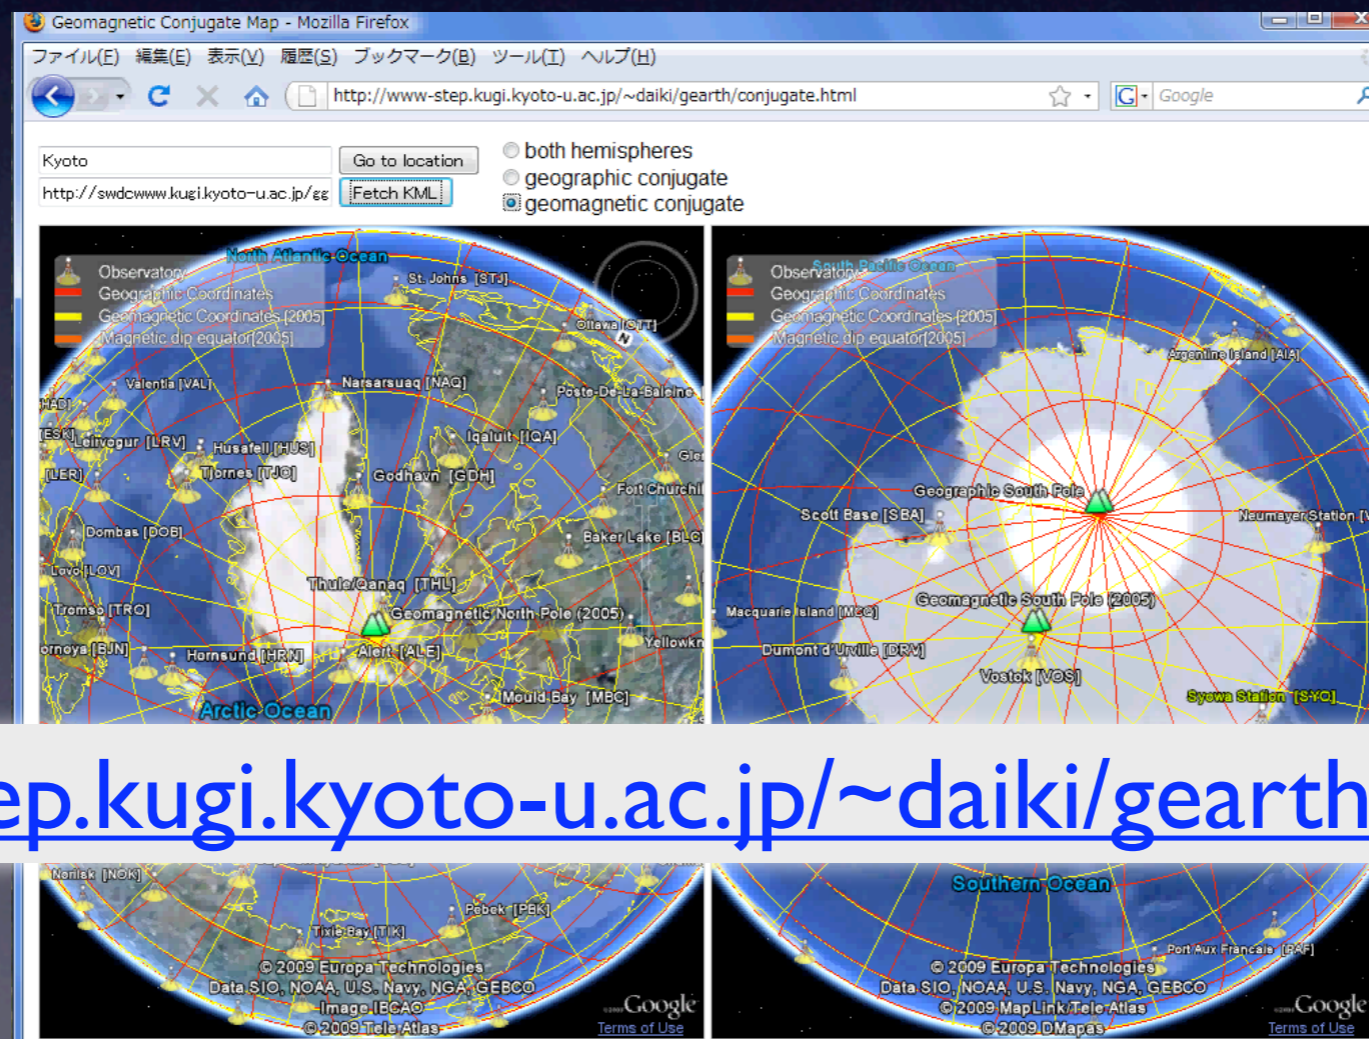 Geomagnetic Conjugate Map - Mozilla Firefox
ファイル(F) 編集(E) 表示(V) 履歴(S) ブックマーク(B) ツール(T) ヘルプ(H)
http://www-step.kugi.kyoto-u.ac.jp/~daiki/gearth/conjugate.html
G Google
Kyoto
Go to location
http://swdcwww.kugi.kyoto-u.ac.jp/gg
Fetch KML
both hemispheres
geographic conjugate
geomagnetic conjugate
North Atlantic Ocean
Observatory
Geographic Coordinates
Geomagnetic Coordinates [2005]
Magnetic dip equator[2005]
St. Johns [STJ]
Ottawa [OTT]
N
Valentia [VAL]
Narsarsuaq [NAQ]
Poste-De-La-Baleine
HAD]
[ESK]
Leirvogur [LRV]
Husafell [HUS]
Iqaluit [IQA]
[LER]
Tjornes [TJO]
Godhavn [GDH]
Fort Churchil
Dombas [DOB]
Baker Lake [BLC]
Lovo [LOV]
Thule/Qanaq [THL]
Tromso [TRO]
Geomagnetic North Pole (2005)
Yellowkn
ornoya [BJN]
Hornsund [HRN]
Alert [ALE]
Mould Bay [MBC]
Arctic Ocean
South Pacific Ocean
Observatory
Geographic Coordinates
Geomagnetic Coordinates [2005]
Magnetic dip equator[2005]
Argentine Island [AIA]
Geographic South Pole
Scott Base [SBA]
Neumayer Station [V
Geomagnetic South Pole (2005)
Macquarie Island [MCQ]
Dumont d'Urville [DRV]
Vostok [VOS]
Syowa Station [SYO]
ep.kugi.kyoto-u.ac.jp/~daiki/gearth
Norilsk [NOK]
Pebek [PBK]
Tixie Bay [TIK]
© 2009 Europa Technologies
Data SIO, NOAA, U.S. Navy, NGA, GEBCO
Image IBCAO
© 2009 Tele Atlas
Google
Terms of Use
Southern Ocean
Port Aux Francais [PAF]
© 2009 Europa Technologies
Data SIO, NOAA, U.S. Navy, NGA, GEBCO
© 2009 MapLink/Tele Atlas
© 2009 DMapas
Google
Terms of Use